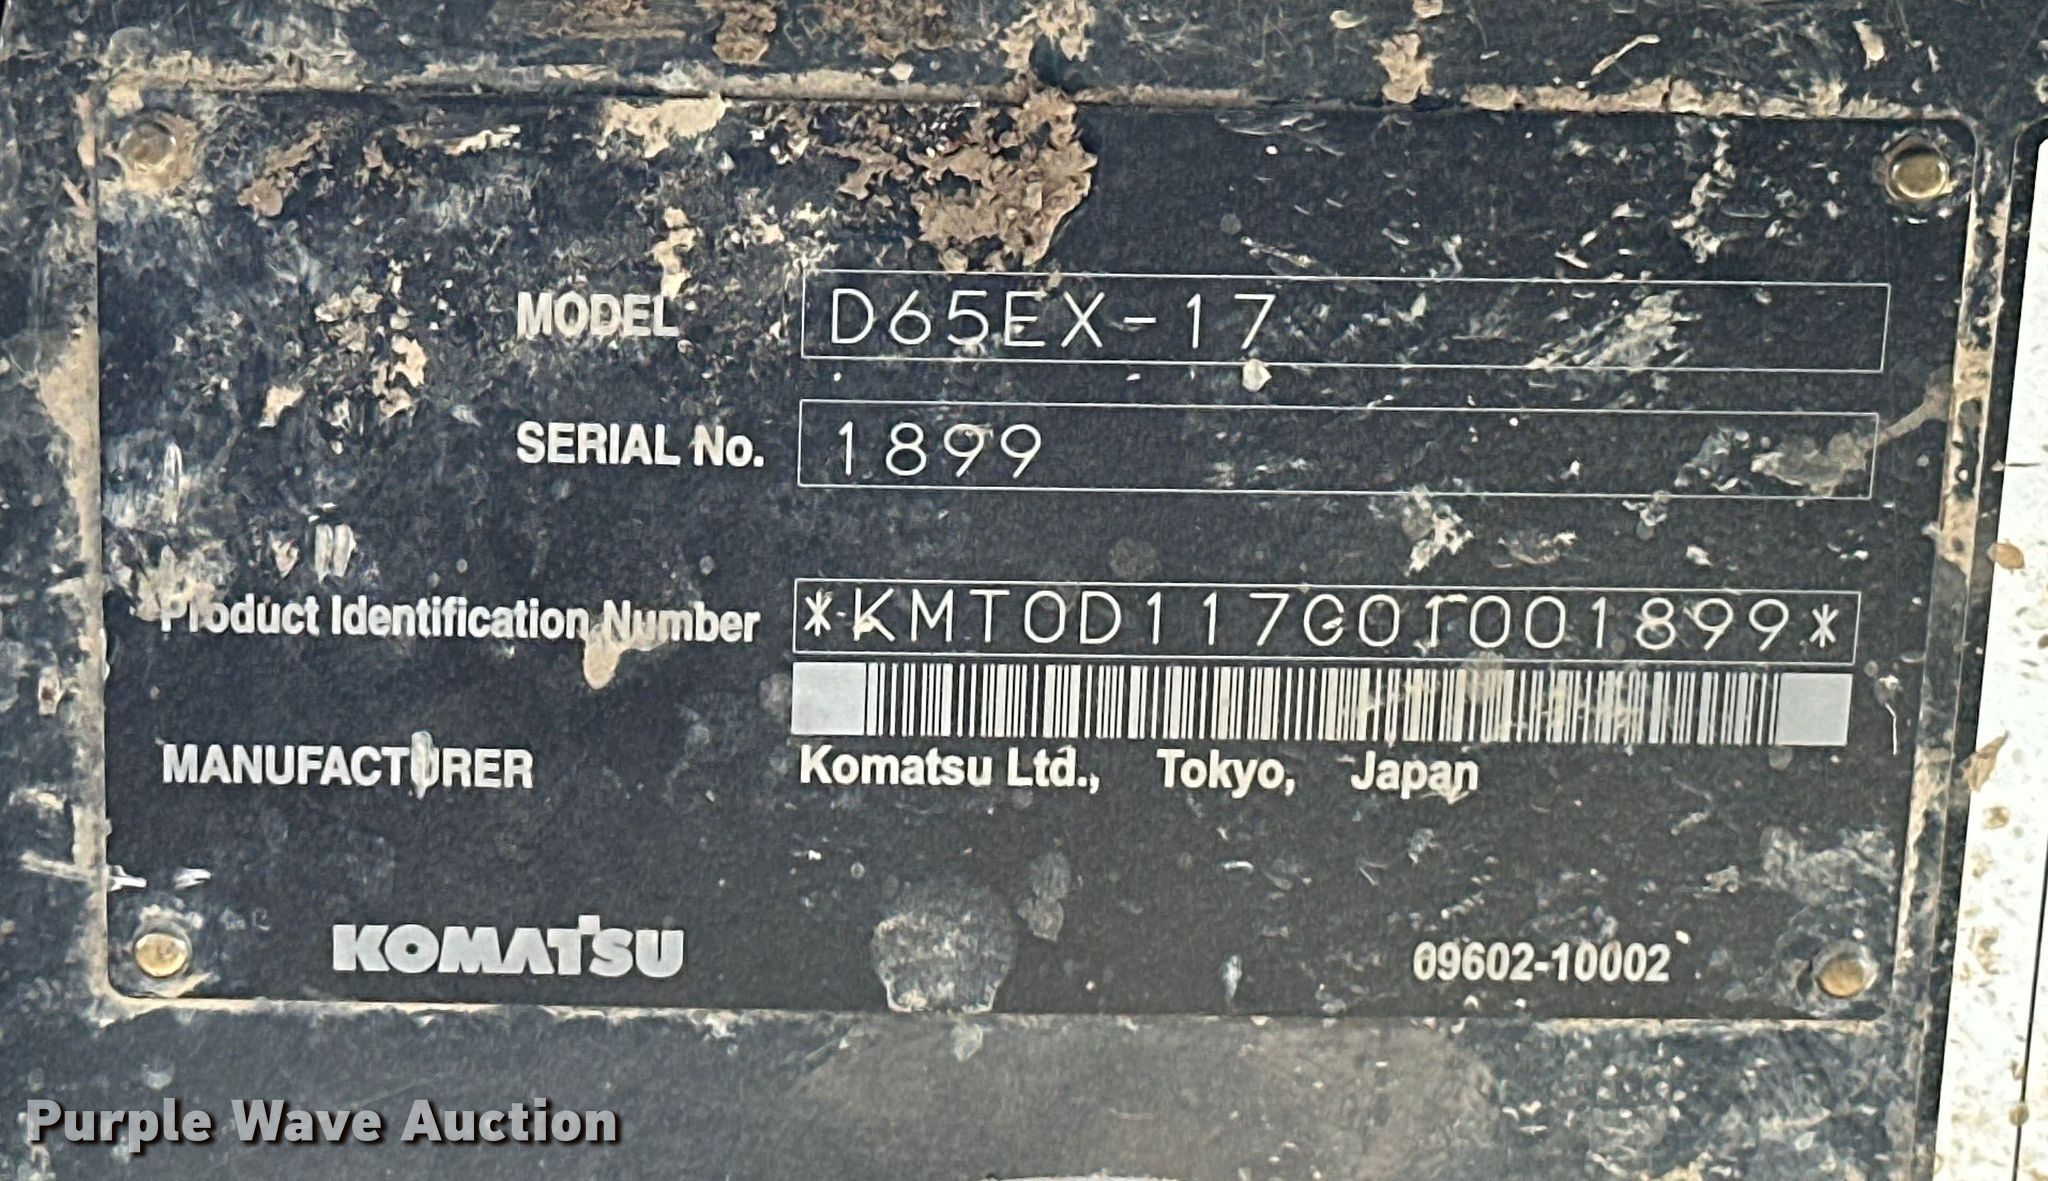 MODEL D65EX-17
SERIAL No. 1899
Product Identification Number *KMT0D117G01001899*
MANUFACTURER Komatsu Ltd., Tokyo, Japan
KOMATSU 09602-10002
Purple Wave Auction